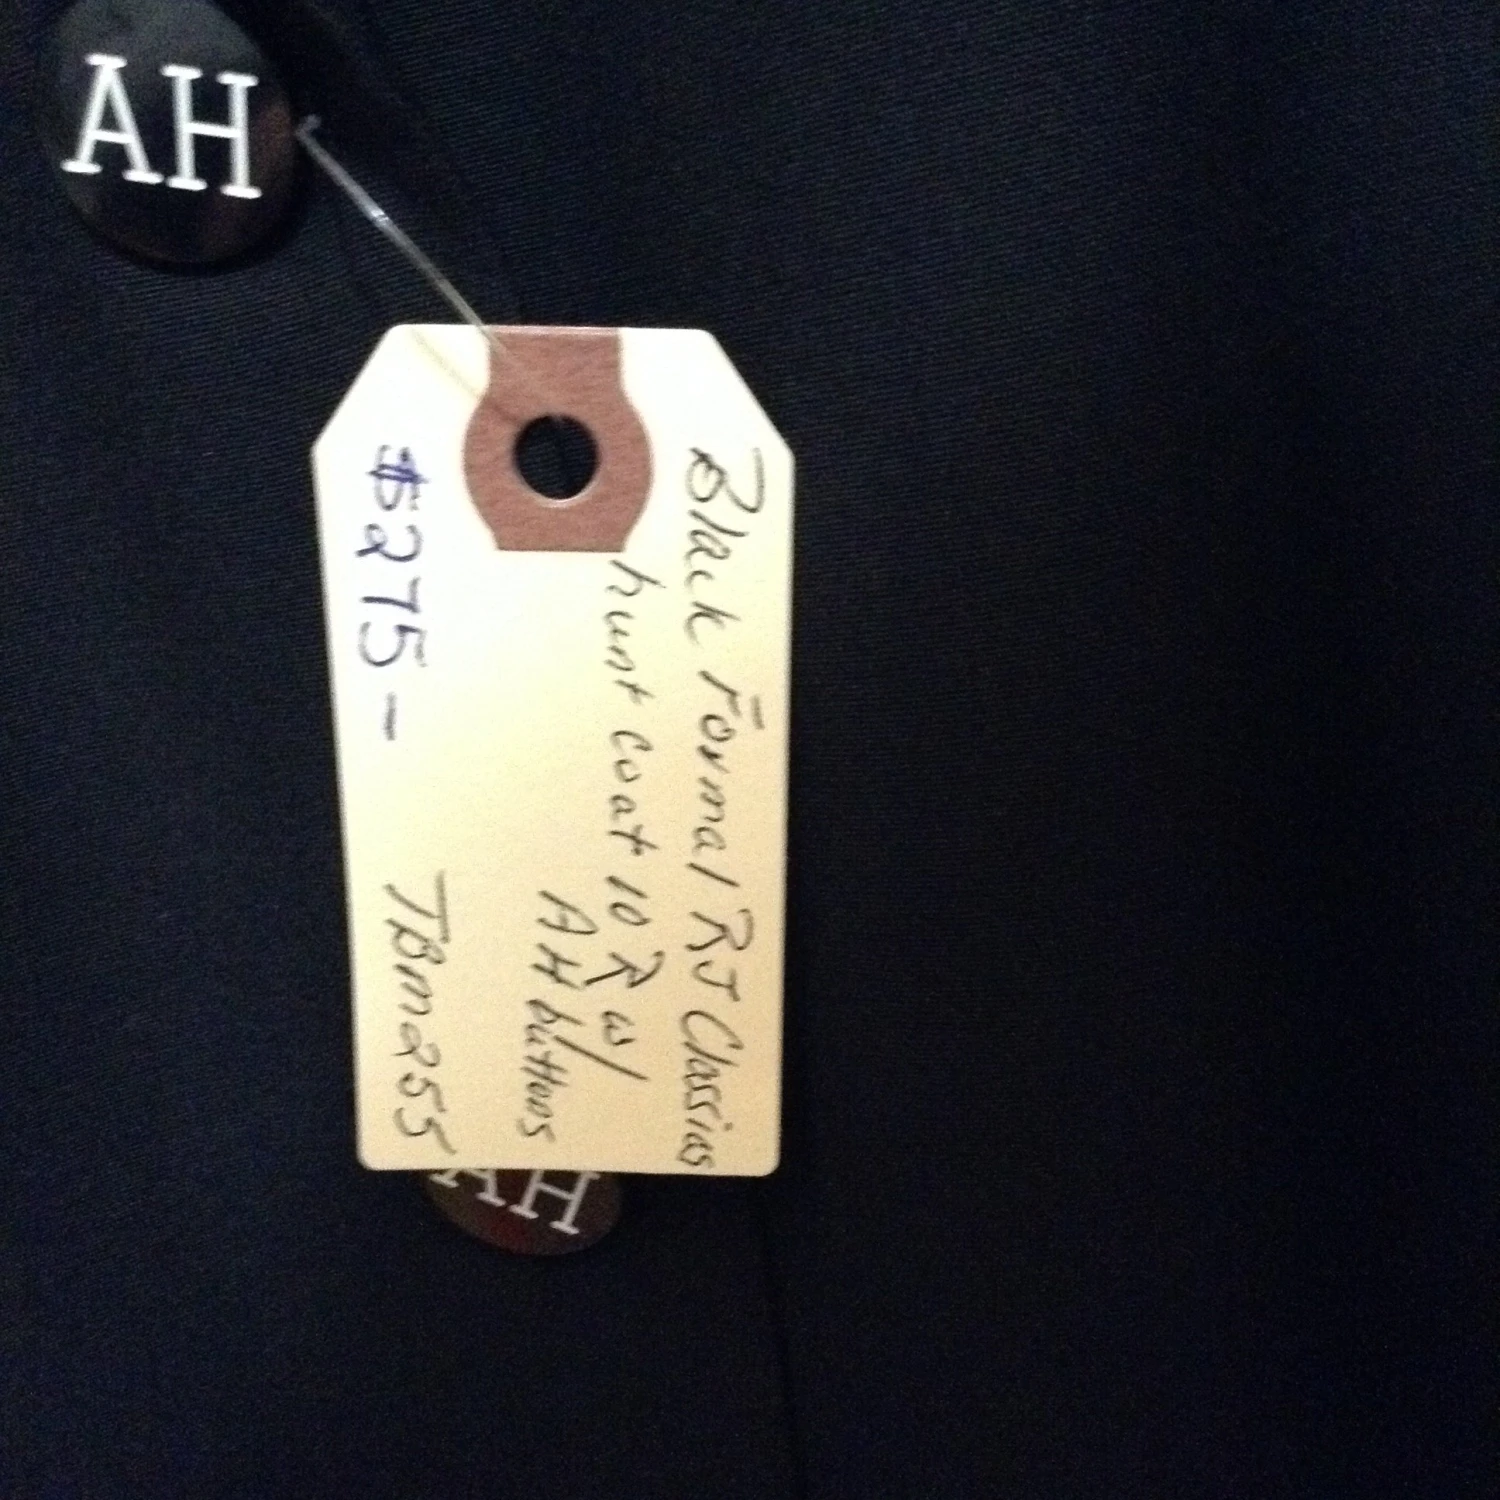 AH
Black Formal RJ Classics
hunt coat 10 R w/
AH buttons
$275-
TBM255
AH